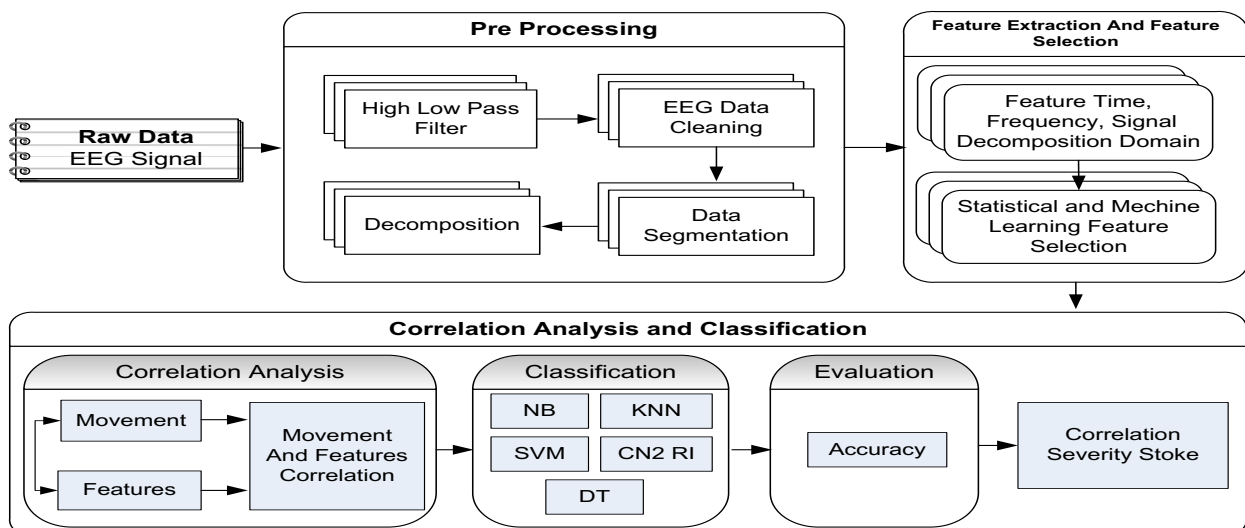 Pre Processing
Feature Extraction And Feature
Selection
Raw Data
EEG Signal
High Low Pass
Filter
EEG Data
Cleaning
Decomposition
Data
Segmentation
Feature Time,
Frequency, Signal
Decomposition Domain
Statistical and Mechine
Learning Feature
Selection
Correlation Analysis and Classification
Correlation Analysis
Movement
Features
Movement
And Features
Correlation
Classification
NB
KNN
SVM
CN2 RI
DT
Evaluation
Accuracy
Correlation
Severity Stoke